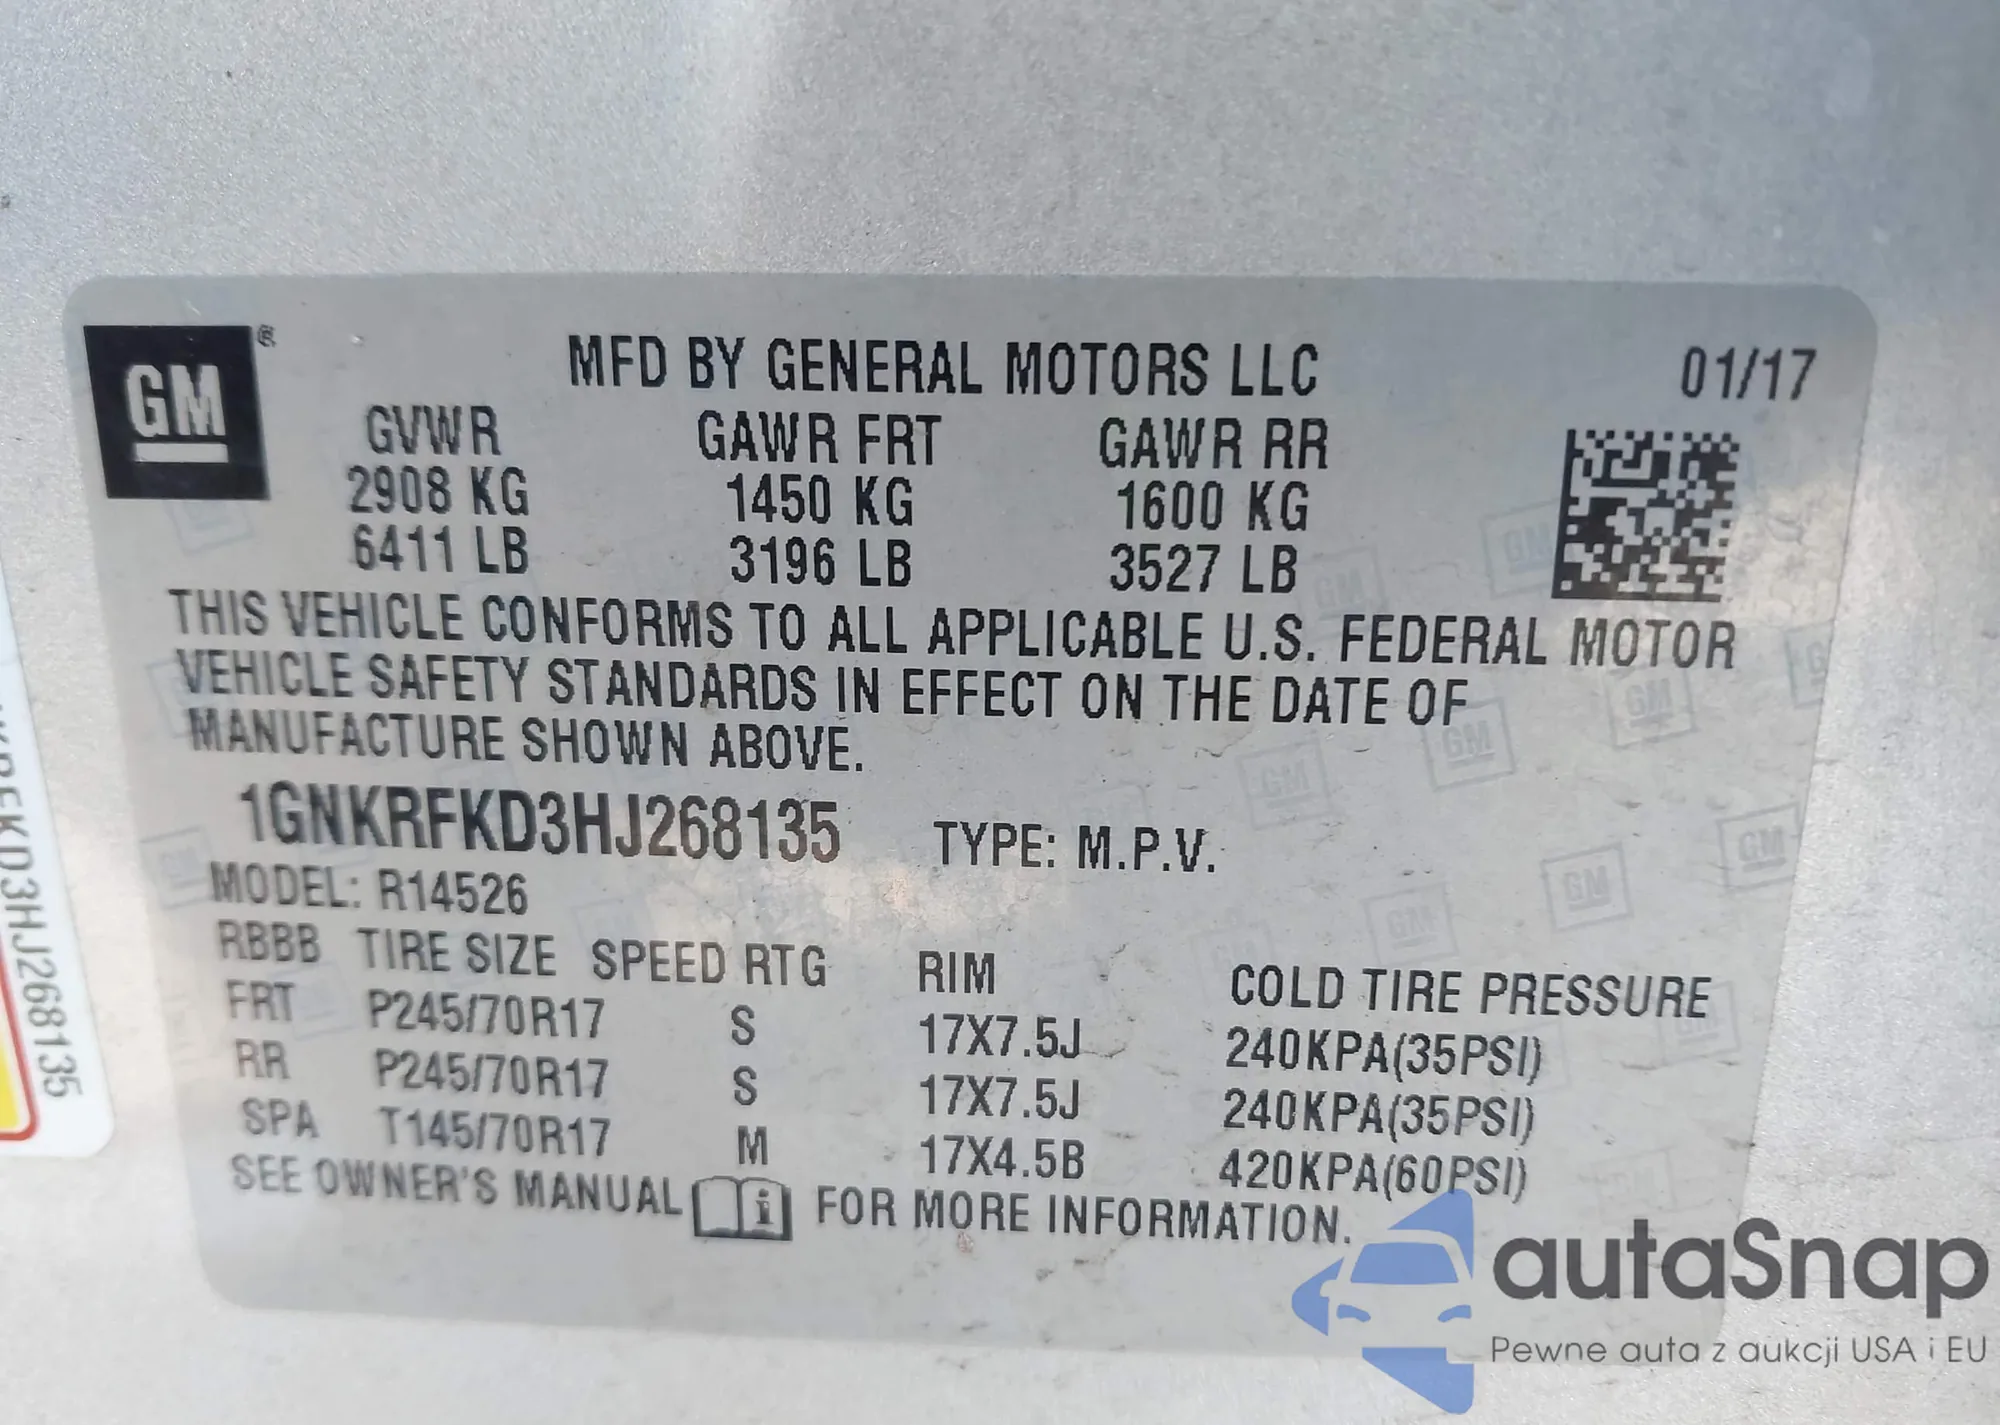 GM ®
MFD BY GENERAL MOTORS LLC 01/17
GVWR GAWR FRT GAWR RR
2908 KG 1450 KG 1600 KG
6411 LB 3196 LB 3527 LB
THIS VEHICLE CONFORMS TO ALL APPLICABLE U.S. FEDERAL MOTOR
VEHICLE SAFETY STANDARDS IN EFFECT ON THE DATE OF
MANUFACTURE SHOWN ABOVE.
1GNKRFKD3HJ268135 TYPE: M.P.V.
MODEL: R14526
RBBB TIRE SIZE SPEED RTG RIM COLD TIRE PRESSURE
FRT P245/70R17 S 17X7.5J 240KPA(35PSI)
RR P245/70R17 S 17X7.5J 240KPA(35PSI)
SPA T145/70R17 M 17X4.5B 420KPA(60PSI)
SEE OWNER'S MANUAL i FOR MORE INFORMATION.
KD3HJ268135
autaSnap
Pewne auta z aukcji USA i EU